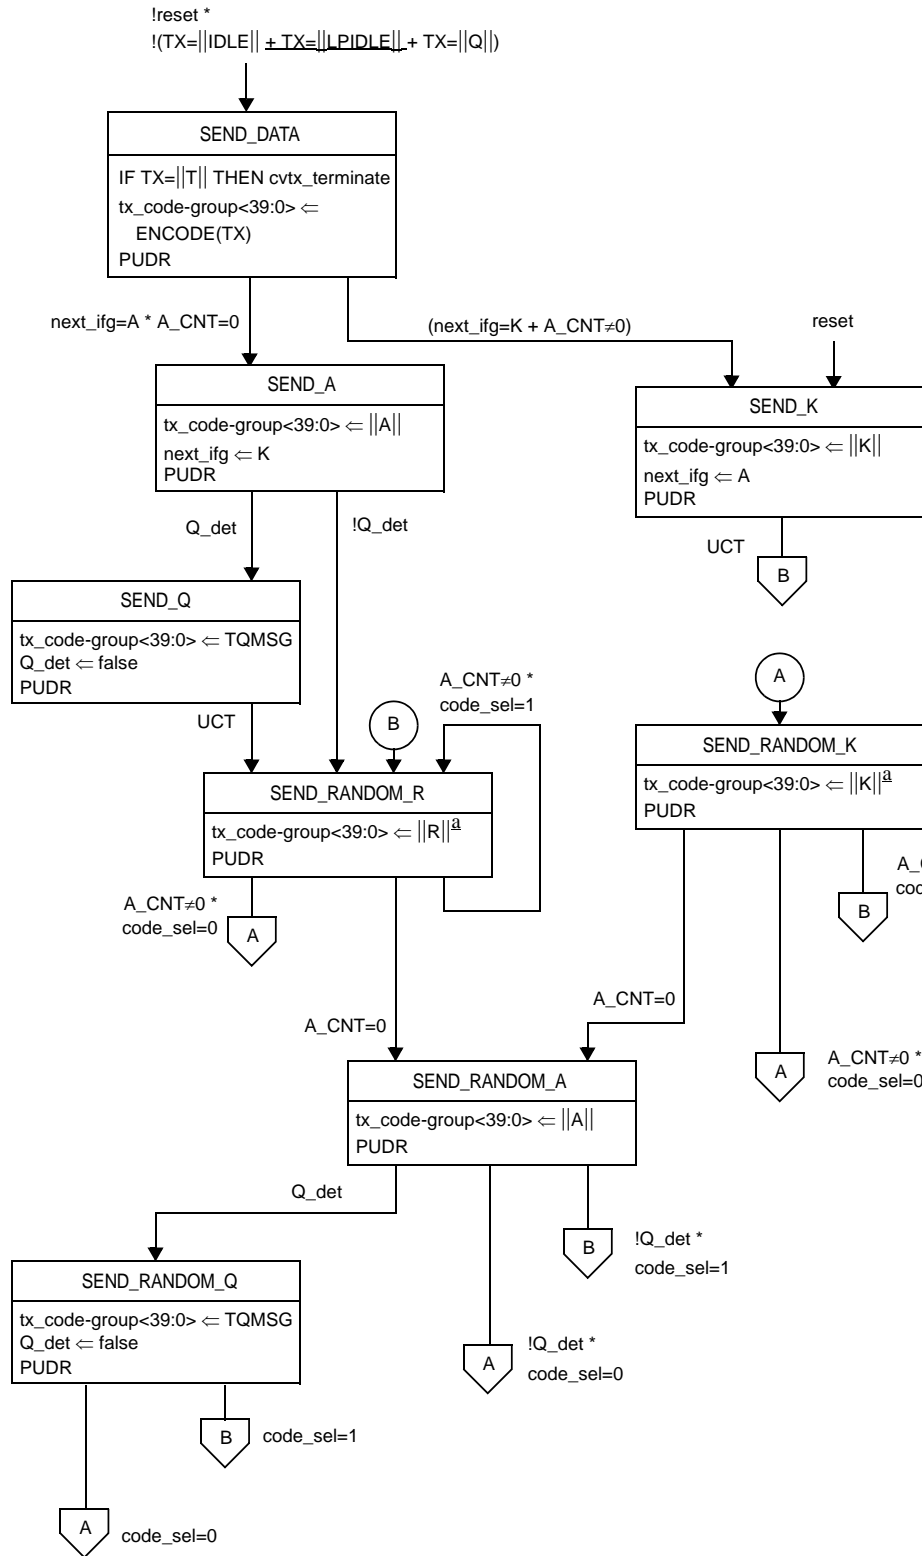 !reset *
!(TX=||IDLE|| + TX=||LPIDLE|| + TX=||Q||)
SEND_DATA
IF TX=||T|| THEN cvtx_terminate
tx_code-group<39:0> ⇐
ENCODE(TX)
PUDR
next_ifg=A * A_CNT=0
(next_ifg=K + A_CNT≠0)
reset
SEND_A
tx_code-group<39:0> ⇐ ||A||
next_ifg ⇐ K
PUDR
SEND_K
tx_code-group<39:0> ⇐ ||K||
next_ifg ⇐ A
PUDR
Q_det
!Q_det
UCT
B
SEND_Q
tx_code-group<39:0> ⇐ TQMSG
Q_det ⇐ false
PUDR
UCT
B
A_CNT≠0 *
code_sel=1
A
SEND_RANDOM_R
tx_code-group<39:0> ⇐ ||R||a
PUDR
SEND_RANDOM_K
tx_code-group<39:0> ⇐ ||K||a
PUDR
A_CNT≠0 *
code_sel=0
A
B
A_CNT=0
A_CNT=0
A
A_CNT≠0 *
code_sel=0
SEND_RANDOM_A
tx_code-group<39:0> ⇐ ||A||
PUDR
Q_det
B
!Q_det *
code_sel=1
SEND_RANDOM_Q
tx_code-group<39:0> ⇐ TQMSG
Q_det ⇐ false
PUDR
A
!Q_det *
code_sel=0
B
code_sel=1
A
code_sel=0